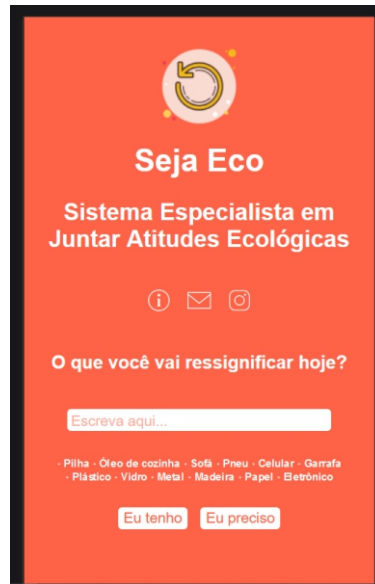 Seja Eco
Sistema Especialista em
Juntar Atitudes Ecológicas
O que você vai ressignificar hoje?
Escreva aqui...
· Pilha · Óleo de cozinha · Sofá · Pneu · Celular · Garrafa
· Plástico · Vidro · Metal · Madeira · Papel · Eletrônico
Eu tenho Eu preciso